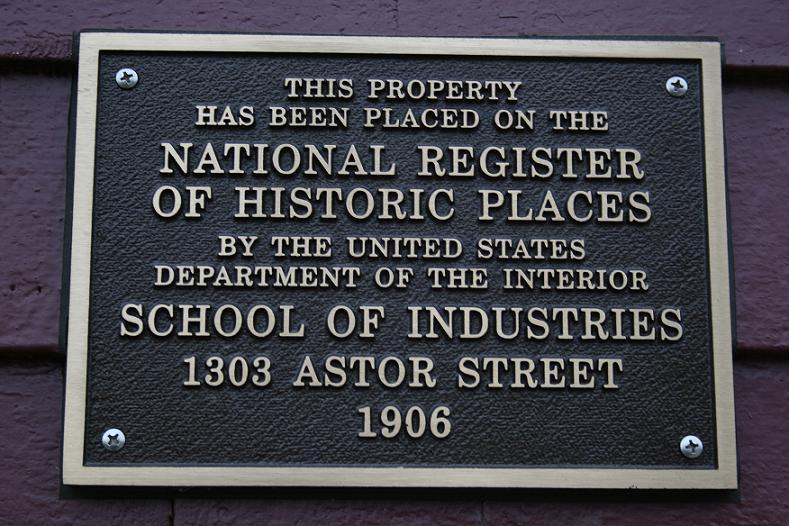 THIS PROPERTY
HAS BEEN PLACED ON THE
NATIONAL REGISTER
OF HISTORIC PLACES
BY THE UNITED STATES
DEPARTMENT OF THE INTERIOR
SCHOOL OF INDUSTRIES
1303 ASTOR STREET
1906